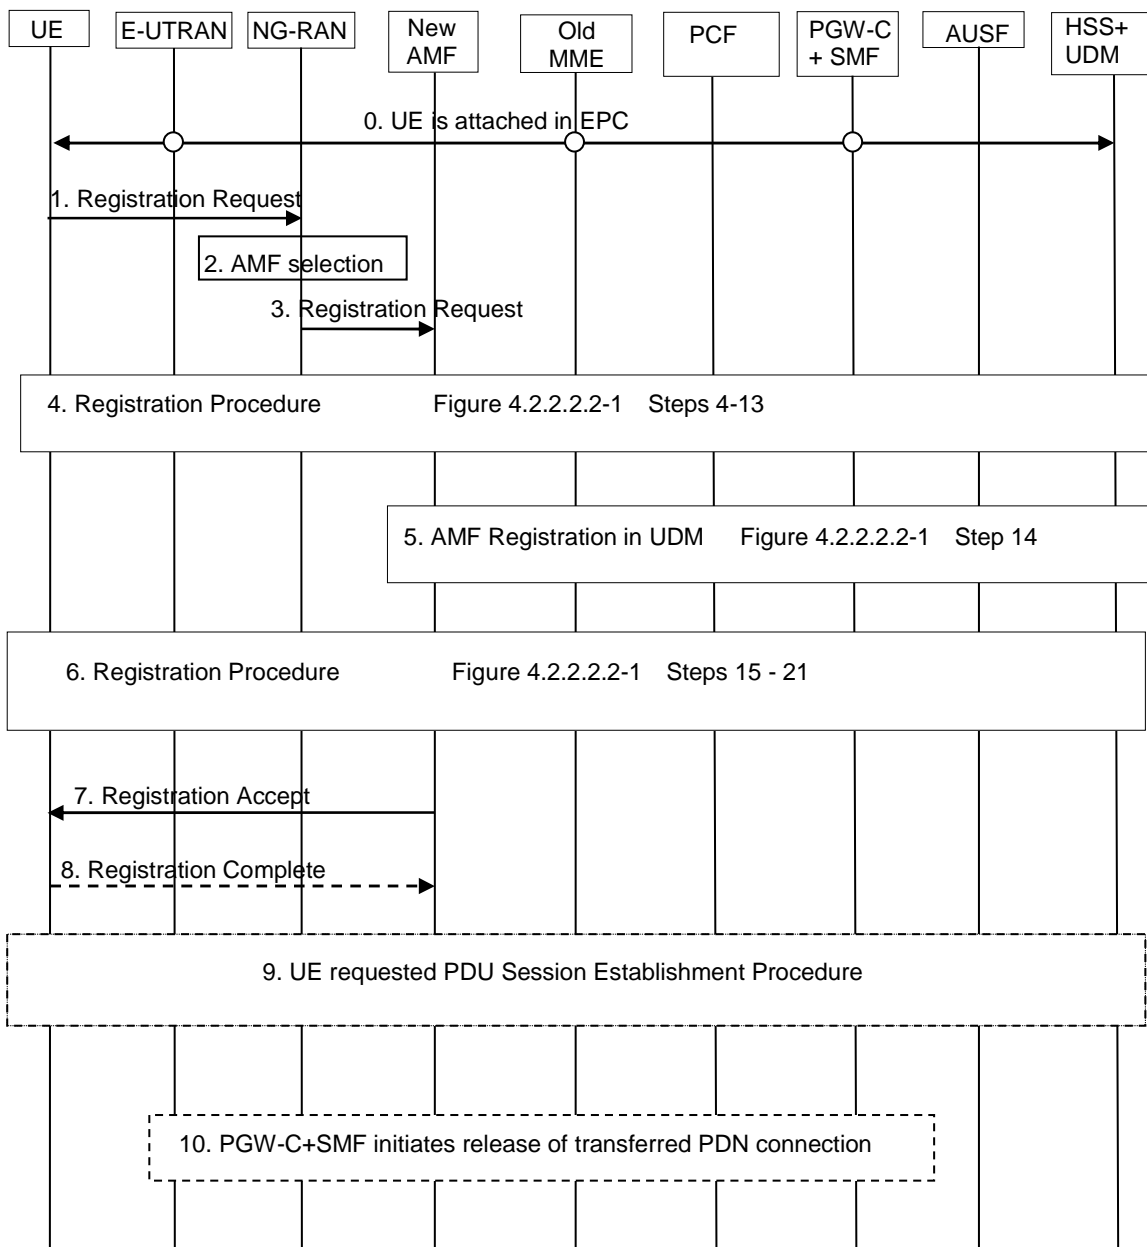 UE
E-UTRAN
NG-RAN
New
AMF
Old
MME
PCF
PGW-C
+ SMF
AUSF
HSS+
UDM
0. UE is attached in EPC
1. Registration Request
2. AMF selection
3. Registration Request
4. Registration Procedure Figure 4.2.2.2.2-1 Steps 4-13
5. AMF Registration in UDM Figure 4.2.2.2.2-1 Step 14
6. Registration Procedure Figure 4.2.2.2.2-1 Steps 15 - 21
7. Registration Accept
8. Registration Complete
9. UE requested PDU Session Establishment Procedure
10. PGW-C+SMF initiates release of transferred PDN connection